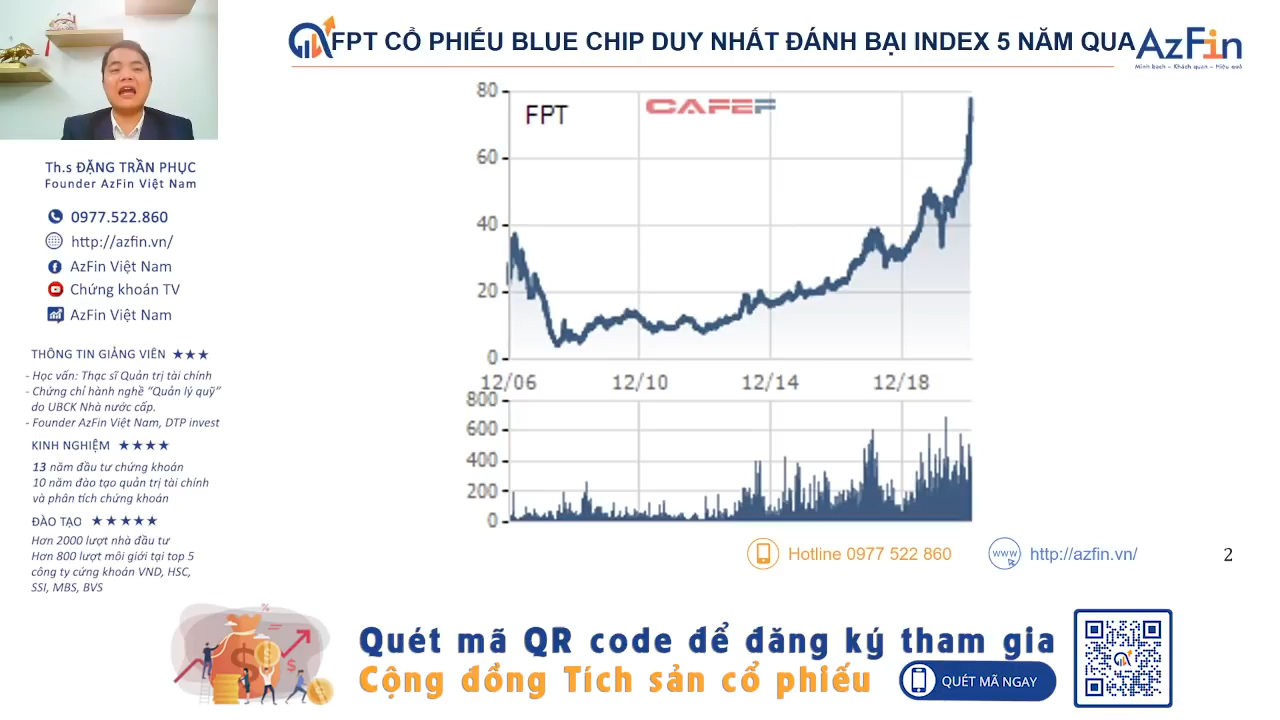 FPT CỔ PHIẾU BLUE CHIP DUY NHẤT ĐÁNH BẠI INDEX 5 NĂM QUA
AzFin
Minh bạch – Khách quan – Hiệu quả
Th.s ĐẶNG TRẦN PHỤC
Founder AzFin Việt Nam
0977.522.860
http://azfin.vn/
AzFin Việt Nam
Chứng khoán TV
AzFin Việt Nam
THÔNG TIN GIẢNG VIÊN ★★★
- Học vấn: Thạc sĩ Quản trị tài chính
- Chứng chỉ hành nghề “Quản lý quỹ”
do UBCK Nhà nước cấp.
- Founder AzFin Việt Nam, DTP invest
KINH NGHIỆM ★★★★
13 năm đầu tư chứng khoán
10 năm đào tạo quản trị tài chính
và phân tích chứng khoán
ĐÀO TẠO ★★★★★
Hơn 2000 lượt nhà đầu tư
Hơn 800 lượt môi giới tại top 5
công ty cứng khoán VND, HSC,
SSI, MBS, BVS
FPT
CAFEF
80
60
40
20
0
12/06 12/10 12/14 12/18
800
600
400
200
0
Hotline 0977 522 860
www
http://azfin.vn/
2
Quét mã QR code để đăng ký tham gia
Cộng đồng Tích sản cổ phiếu
QUÉT MÃ NGAY